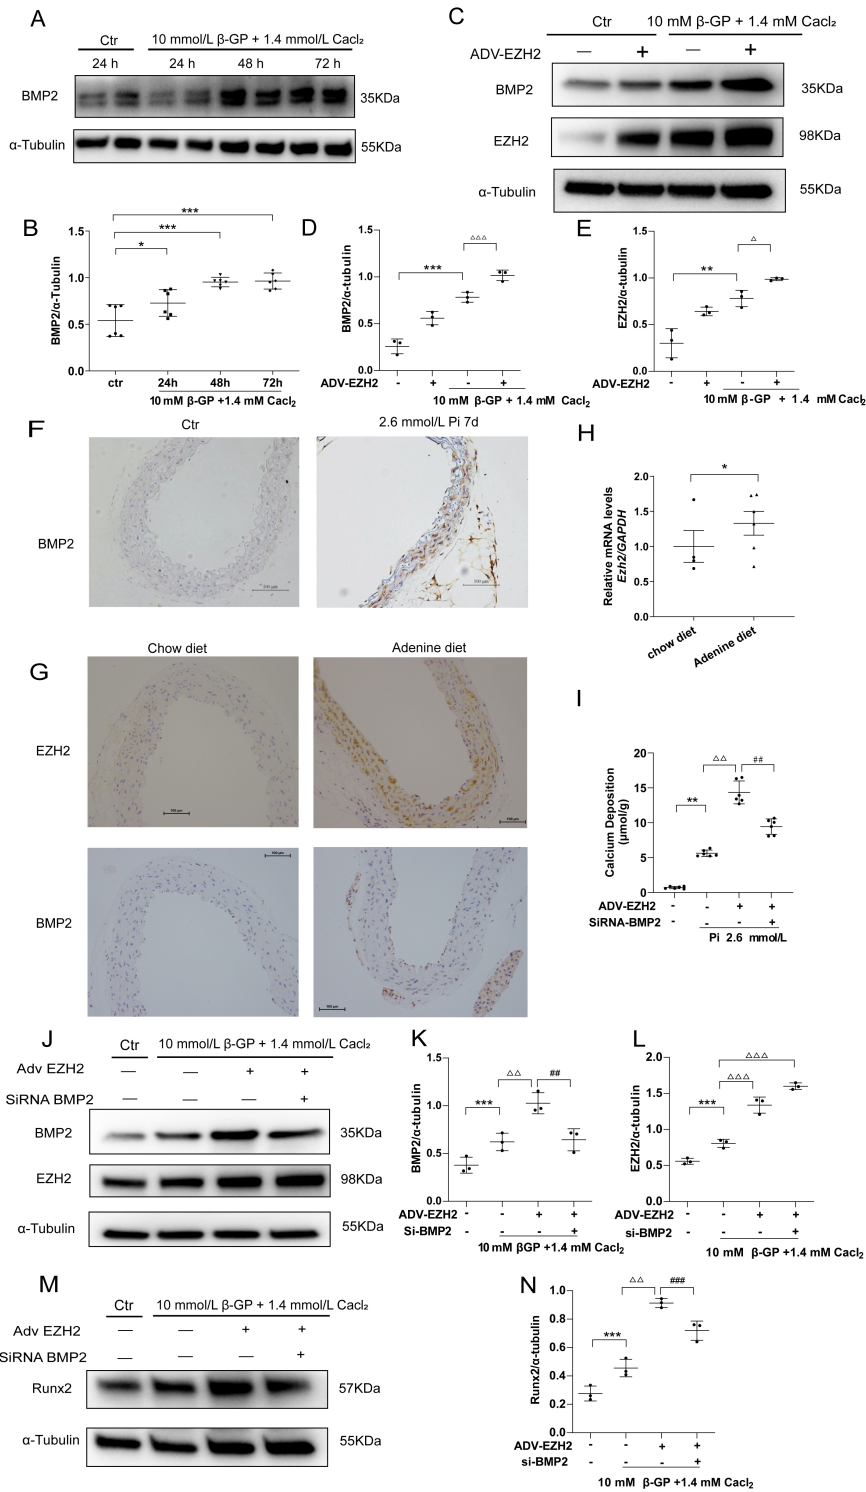 A
Ctr
10 mmol/L β-GP + 1.4 mmol/L Cacl₂
24 h
24 h
48 h
72 h
BMP2
35KDa
α-Tubulin
55KDa
C
Ctr
10 mM β-GP + 1.4 mM Cacl₂
ADV-EZH2
—
+
—
+
BMP2
35KDa
EZH2
98KDa
α-Tubulin
55KDa
B
BMP2/α-Tubulin
1.5
1.0
0.5
0.0
***
***
*
ctr
24h
48h
72h
10 mM β-GP +1.4 mM Cacl₂
D
BMP2/α-tubulin
1.5
1.0
0.5
0.0
***
△△△
ADV-EZH2
-
+
-
+
10 mM β-GP + 1.4 mM Cacl₂
E
EZH2/α-tubulin
1.5
1.0
0.5
0.0
**
△
ADV-EZH2
-
+
-
+
10 mM β-GP + 1.4 mM Cacl₂
F
Ctr
2.6 mmol/L Pi 7d
BMP2
100 μm
100 μm
H
Relative mRNA levels
Ezh2/GAPDH
2.0
1.5
1.0
0.5
0.0
*
chow diet
Adenine diet
G
Chow diet
Adenine diet
EZH2
100 μm
100 μm
BMP2
100 μm
100 μm
I
Calcium Deposition
(μmol/g)
20
15
10
5
0
**
△△
##
ADV-EZH2
-
-
+
+
SiRNA-BMP2
-
-
-
+
Pi 2.6 mmol/L
J
Ctr
10 mmol/L β-GP + 1.4 mmol/L Cacl₂
Adv EZH2
—
—
+
+
SiRNA BMP2
—
—
—
+
BMP2
35KDa
EZH2
98KDa
α-Tubulin
55KDa
K
BMP2/α-tubulin
1.5
1.0
0.5
0.0
***
△△
##
ADV-EZH2
-
-
+
+
Si-BMP2
-
-
-
+
10 mM βGP +1.4 mM Cacl₂
L
EZH2/α-tubulin
2.0
1.5
1.0
0.5
0.0
***
△△△
△△△
ADV-EZH2
-
-
+
+
si-BMP2
-
-
-
+
10 mM β-GP +1.4 mM Cacl₂
M
Ctr
10 mmol/L β-GP + 1.4 mmol/L Cacl₂
Adv EZH2
—
—
+
+
SiRNA BMP2
—
—
—
+
Runx2
57KDa
α-Tubulin
55KDa
N
Runx2/α-tubulin
1.0
0.8
0.6
0.4
0.2
0.0
***
△△
###
ADV-EZH2
-
-
+
+
si-BMP2
-
-
-
+
10 mM β-GP +1.4 mM Cacl₂